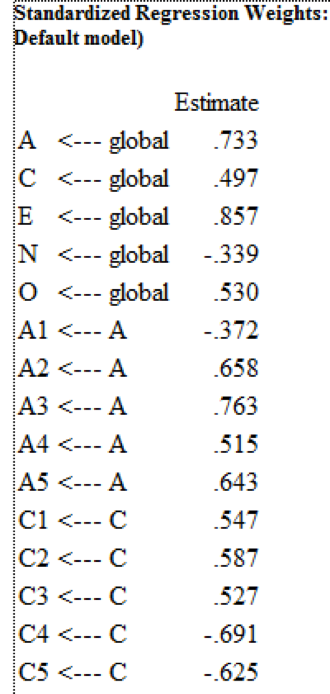 Standardized Regression Weights:
Default model)
Estimate
A <--- global .733
C <--- global .497
E <--- global .857
N <--- global -.339
O <--- global .530
A1 <--- A -.372
A2 <--- A .658
A3 <--- A .763
A4 <--- A .515
A5 <--- A .643
C1 <--- C .547
C2 <--- C .587
C3 <--- C .527
C4 <--- C -.691
C5 <--- C -.625